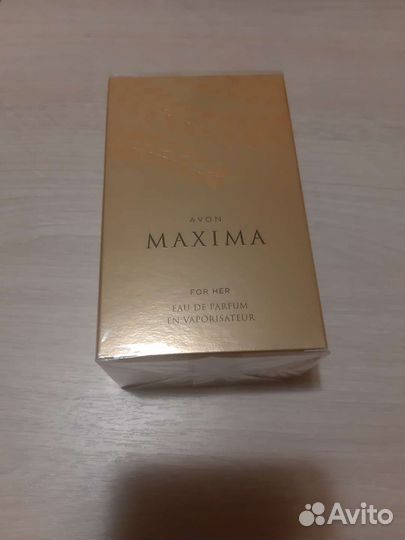 AVON
MAXIMA
FOR HER
EAU DE PARFUM
EN VAPORISATEUR
Avito